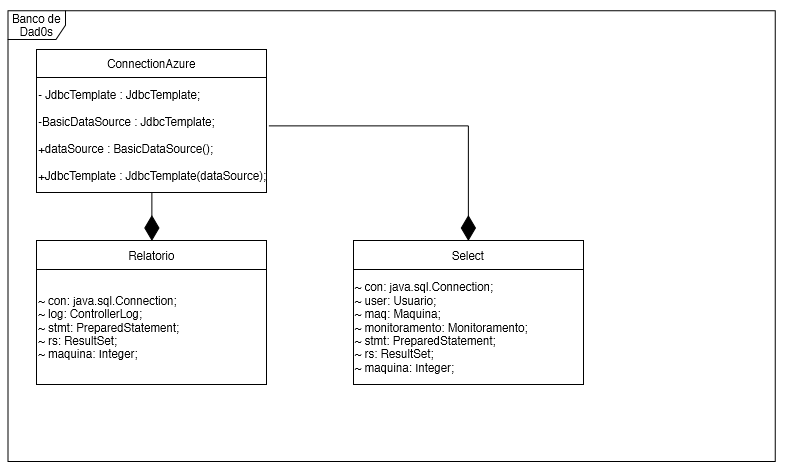 Banco de
Dad0s
ConnectionAzure
- JdbcTemplate : JdbcTemplate;
-BasicDataSource : JdbcTemplate;
+dataSource : BasicDataSource();
+JdbcTemplate : JdbcTemplate(dataSource);
Relatorio
~ con: java.sql.Connection;
~ log: ControllerLog;
~ stmt: PreparedStatement;
~ rs: ResultSet;
~ maquina: Integer;
Select
~ con: java.sql.Connection;
~ user: Usuario;
~ maq: Maquina;
~ monitoramento: Monitoramento;
~ stmt: PreparedStatement;
~ rs: ResultSet;
~ maquina: Integer;